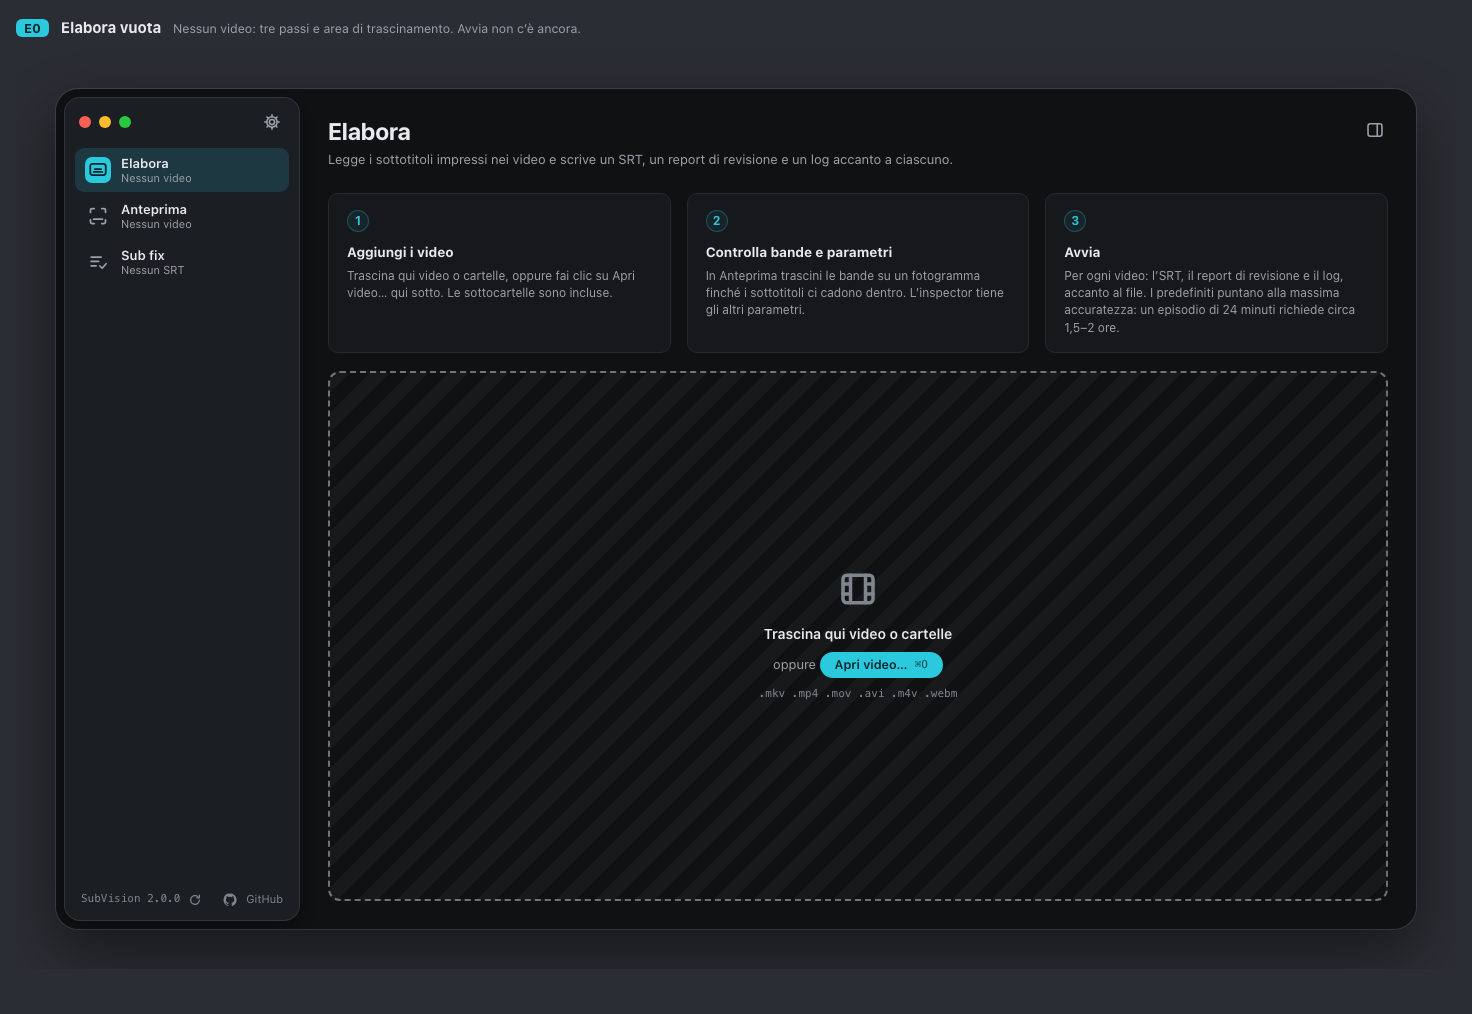 E0 Elabora vuota Nessun video: tre passi e area di trascinamento. Avvia non c'è ancora.
Elabora
Nessun video
Anteprima
Nessun video
Sub fix
Nessun SRT
SubVision 2.0.0 GitHub
Elabora
Legge i sottotitoli impressi nei video e scrive un SRT, un report di revisione e un log accanto a ciascuno.
1
Aggiungi i video
Trascina qui video o cartelle, oppure fai clic su Apri
video… qui sotto. Le sottocartelle sono incluse.
2
Controlla bande e parametri
In Anteprima trascini le bande su un fotogramma
finché i sottotitoli ci cadono dentro. L'inspector tiene
gli altri parametri.
3
Avvia
Per ogni video: l'SRT, il report di revisione e il log,
accanto al file. I predefiniti puntano alla massima
accuratezza: un episodio di 24 minuti richiede circa
1,5–2 ore.
Trascina qui video o cartelle
oppure Apri video… ⌘O
.mkv .mp4 .mov .avi .m4v .webm